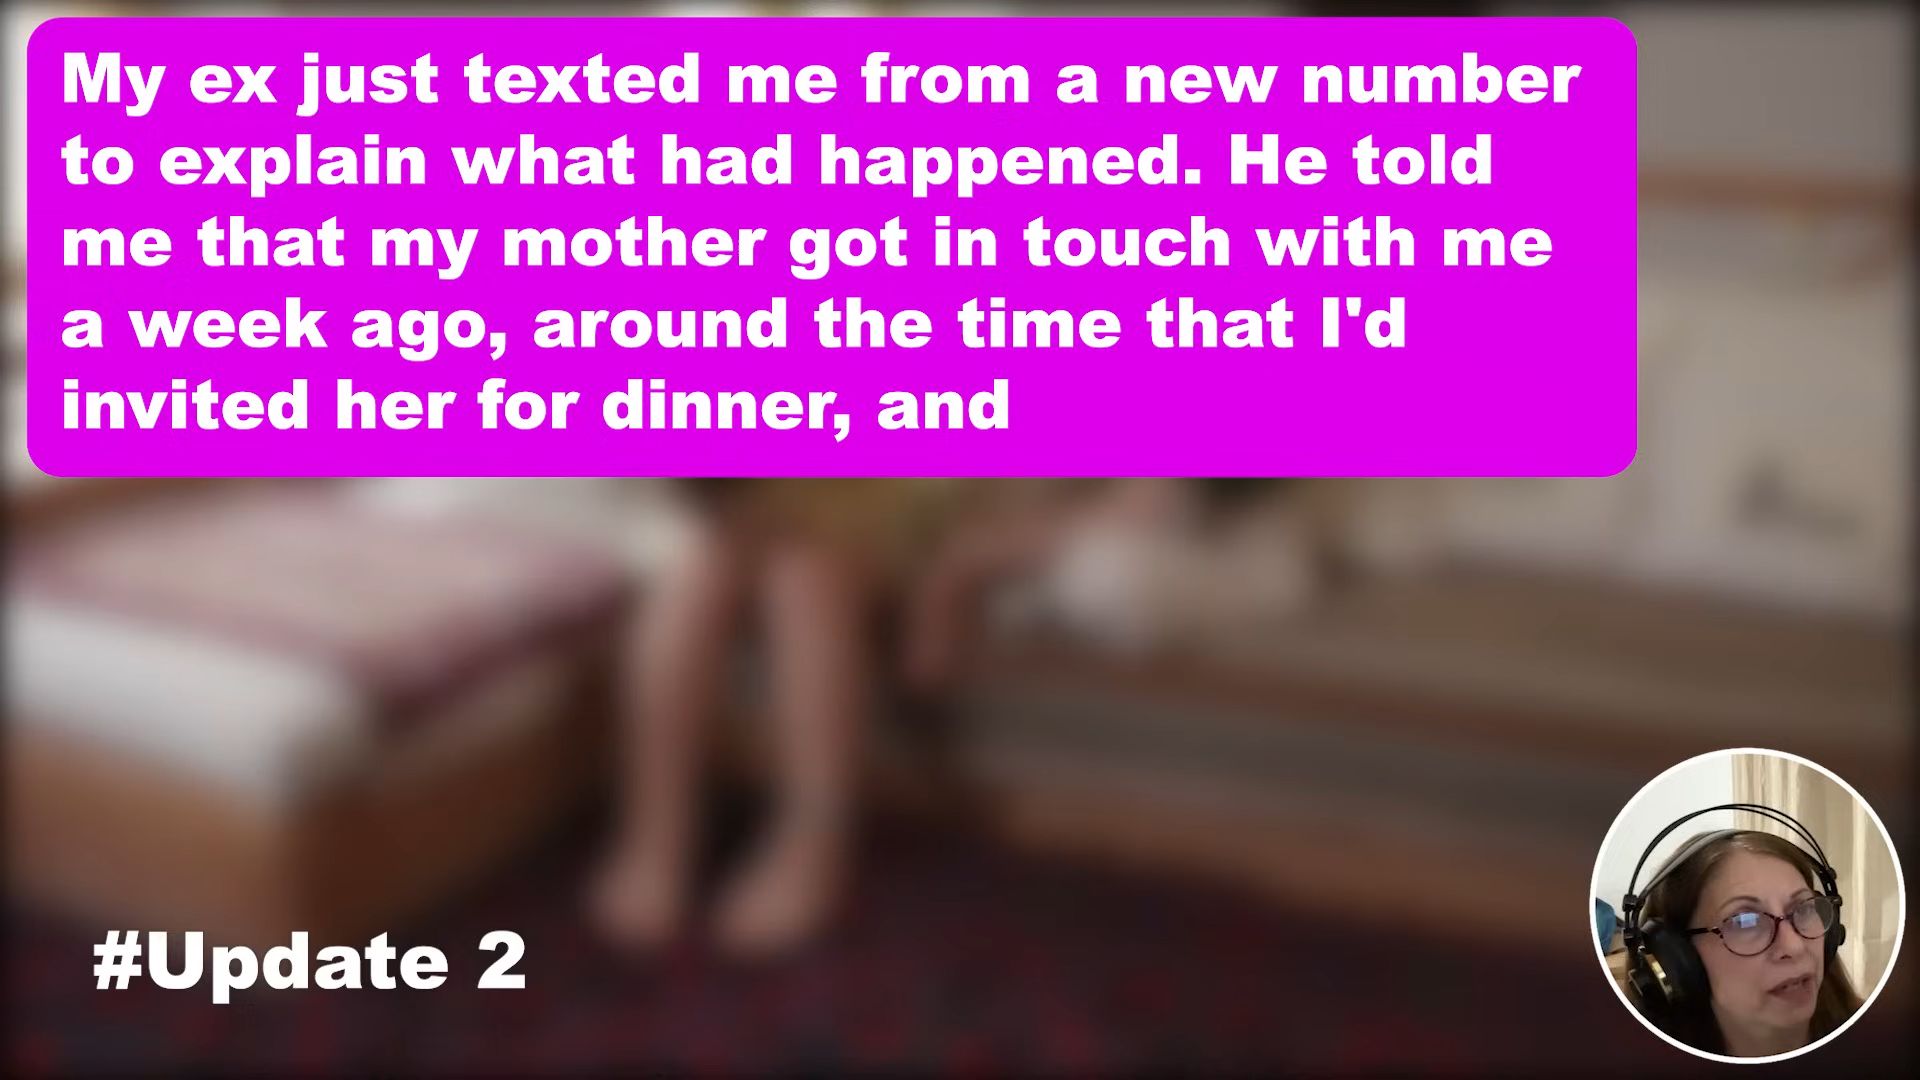 My ex just texted me from a new number
to explain what had happened. He told
me that my mother got in touch with me
a week ago, around the time that I'd
invited her for dinner, and
#Update 2